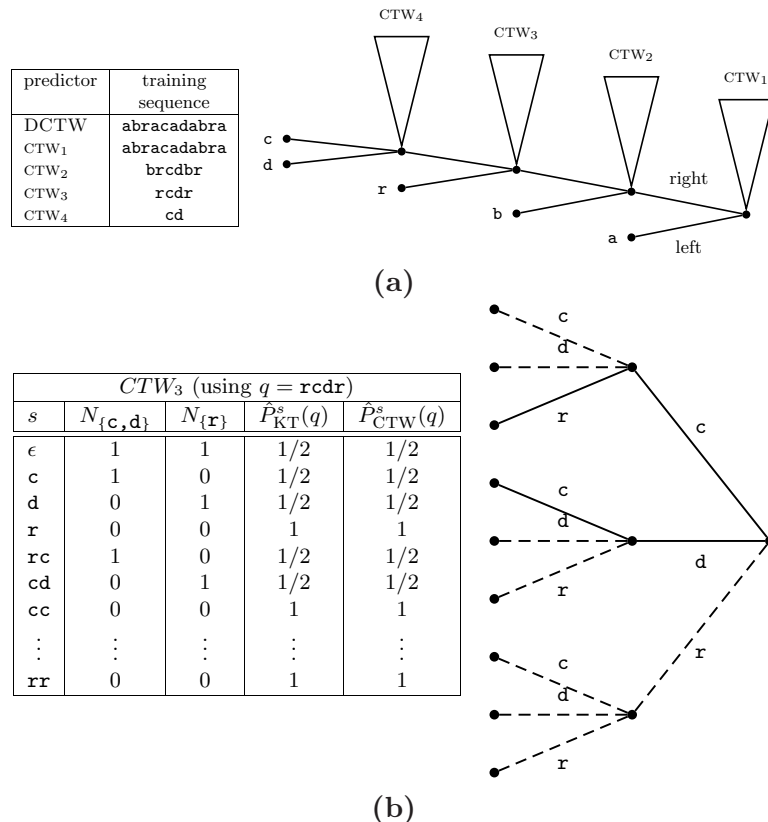 predictor training
sequence
DCTW abracadabra
CTW1 abracadabra
CTW2 brcdbr
CTW3 rcdr
CTW4 cd
CTW4
CTW3
CTW2
CTW1
c
d
r
b
a
right
left
(a)
CTW3 (using q = rcdr)
s N{c,d} N{r} P̂ˢKT(q) P̂ˢCTW(q)
ϵ 1 1 1/2 1/2
c 1 0 1/2 1/2
d 0 1 1/2 1/2
r 0 0 1 1
rc 1 0 1/2 1/2
cd 0 1 1/2 1/2
cc 0 0 1 1
⋮ ⋮ ⋮ ⋮ ⋮
rr 0 0 1 1
c
d
r
c
c
d
r
d
c
d
r
r
(b)